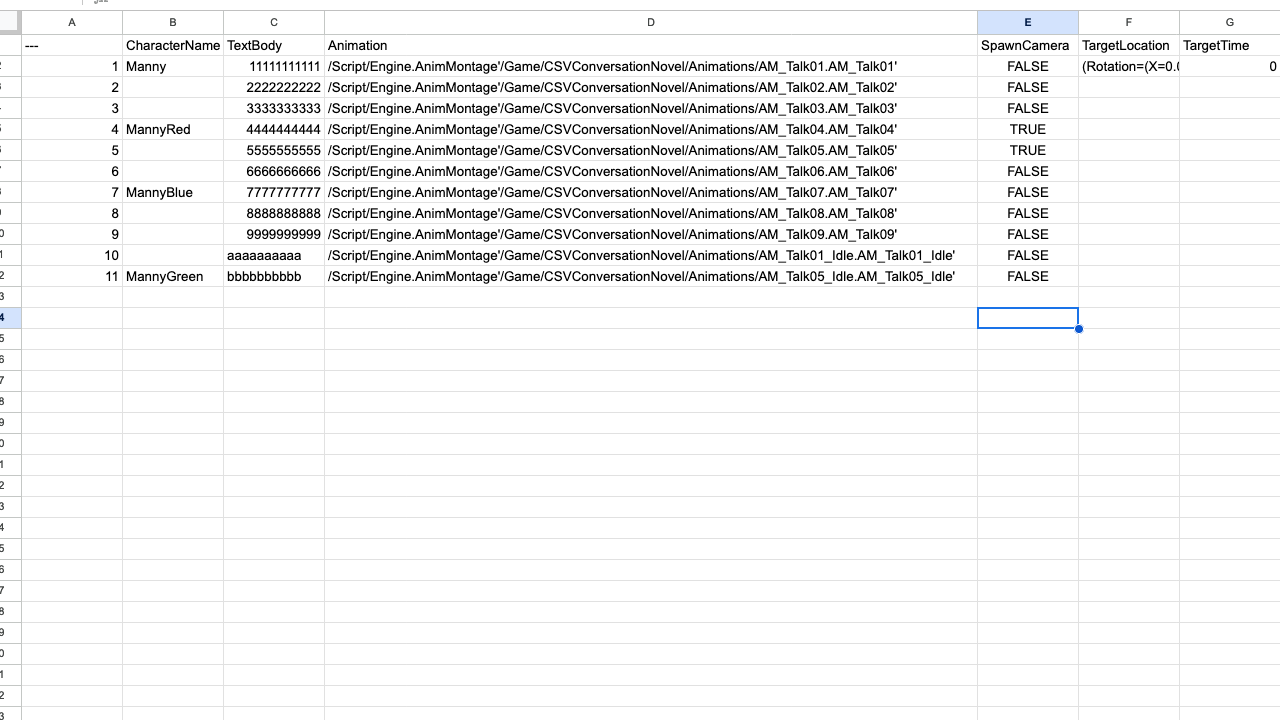 A B C D E F G
--- CharacterName TextBody Animation SpawnCamera TargetLocation TargetTime
1 Manny 11111111111 /Script/Engine.AnimMontage'/Game/CSVConversationNovel/Animations/AM_Talk01.AM_Talk01' FALSE (Rotation=(X=0.0 0
2 2222222222 /Script/Engine.AnimMontage'/Game/CSVConversationNovel/Animations/AM_Talk02.AM_Talk02' FALSE
3 3333333333 /Script/Engine.AnimMontage'/Game/CSVConversationNovel/Animations/AM_Talk03.AM_Talk03' FALSE
4 MannyRed 4444444444 /Script/Engine.AnimMontage'/Game/CSVConversationNovel/Animations/AM_Talk04.AM_Talk04' TRUE
5 5555555555 /Script/Engine.AnimMontage'/Game/CSVConversationNovel/Animations/AM_Talk05.AM_Talk05' TRUE
6 6666666666 /Script/Engine.AnimMontage'/Game/CSVConversationNovel/Animations/AM_Talk06.AM_Talk06' FALSE
7 MannyBlue 7777777777 /Script/Engine.AnimMontage'/Game/CSVConversationNovel/Animations/AM_Talk07.AM_Talk07' FALSE
8 8888888888 /Script/Engine.AnimMontage'/Game/CSVConversationNovel/Animations/AM_Talk08.AM_Talk08' FALSE
9 9999999999 /Script/Engine.AnimMontage'/Game/CSVConversationNovel/Animations/AM_Talk09.AM_Talk09' FALSE
10 aaaaaaaaaa /Script/Engine.AnimMontage'/Game/CSVConversationNovel/Animations/AM_Talk01_Idle.AM_Talk01_Idle' FALSE
11 MannyGreen bbbbbbbbbb /Script/Engine.AnimMontage'/Game/CSVConversationNovel/Animations/AM_Talk05_Idle.AM_Talk05_Idle' FALSE